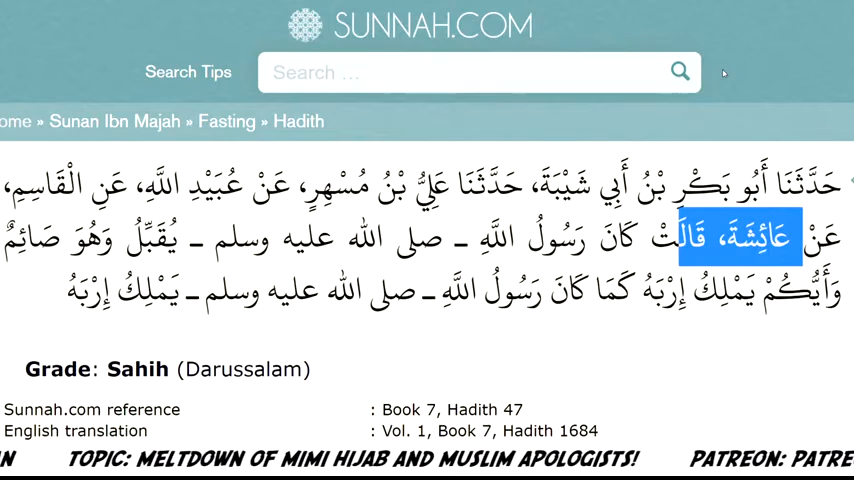 SUNNAH.COM
Search Tips
Search ...
ome » Sunan Ibn Majah » Fasting » Hadith
حَدَّثَنَا أَبُو بَكْرِ بْنُ أَبِي شَيْبَةَ، حَدَّثَنَا عَلِيُّ بْنُ مُسْهِرٍ، عَنْ عُبَيْدِ اللَّهِ، عَنِ الْقَاسِمِ،
عَنْ عَائِشَةَ، قَالَتْ كَانَ رَسُولُ اللَّهِ ـ صلى الله عليه وسلم ـ يُقَبِّلُ وَهُوَ صَائِمٌ
وَأَيُّكُمْ يَمْلِكُ إِرْبَهُ كَمَا كَانَ رَسُولُ اللَّهِ ـ صلى الله عليه وسلم ـ يَمْلِكُ إِرْبَهُ
Grade: Sahih (Darussalam)
Sunnah.com reference : Book 7, Hadith 47
English translation : Vol. 1, Book 7, Hadith 1684
N TOPIC: MELTDOWN OF MIMI HIJAB AND MUSLIM APOLOGISTS! PATREON: PATRE